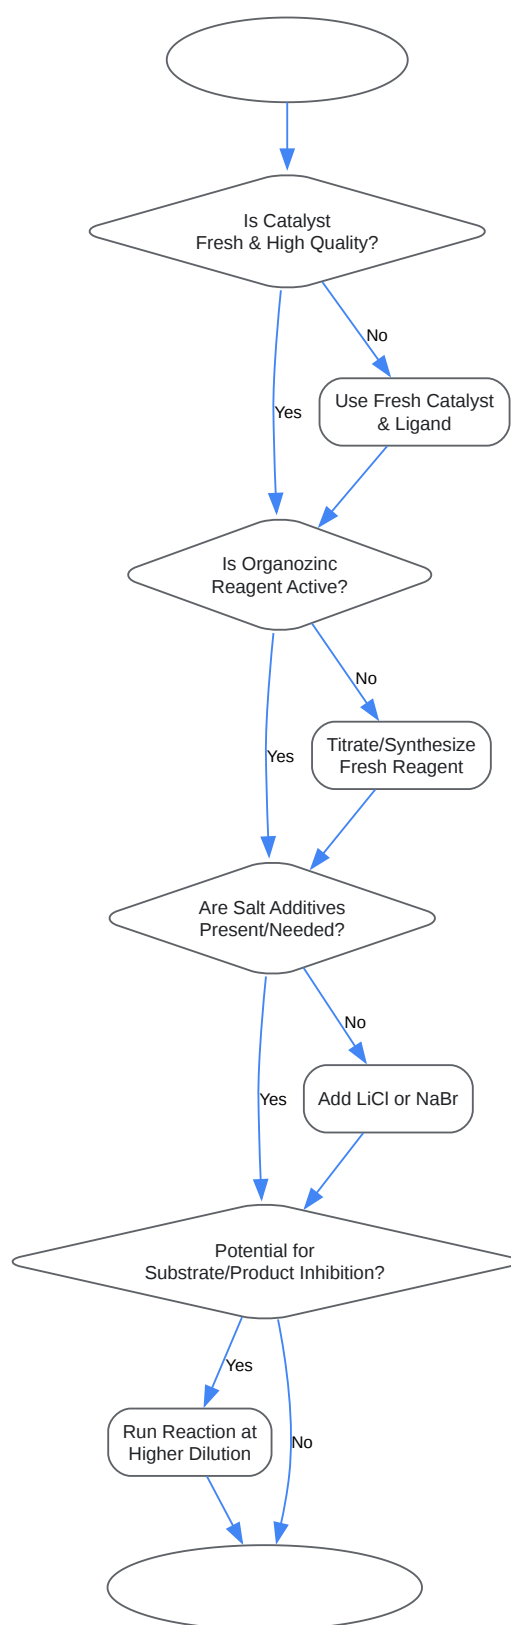 Is Catalyst
Fresh & High Quality?
No
Use Fresh Catalyst
& Ligand
Yes
Is Organozinc
Reagent Active?
No
Titrate/Synthesize
Fresh Reagent
Yes
Are Salt Additives
Present/Needed?
No
Add LiCl or NaBr
Yes
Potential for
Substrate/Product Inhibition?
Yes
Run Reaction at
Higher Dilution
No